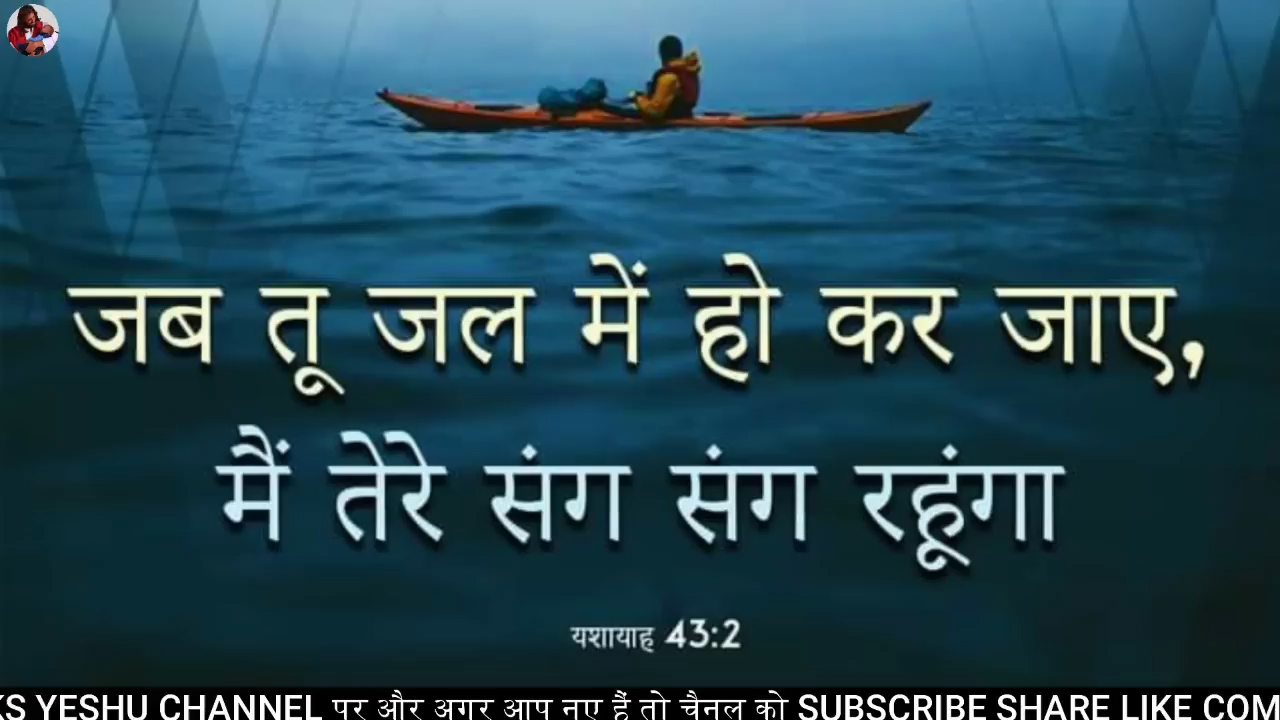 जब तू जल में हो कर जाए,
मैं तेरे संग संग रहूंगा
यशायाह 43:2
KS YESHU CHANNEL पर और अगर आप नए हैं तो चैनल को SUBSCRIBE SHARE LIKE COM